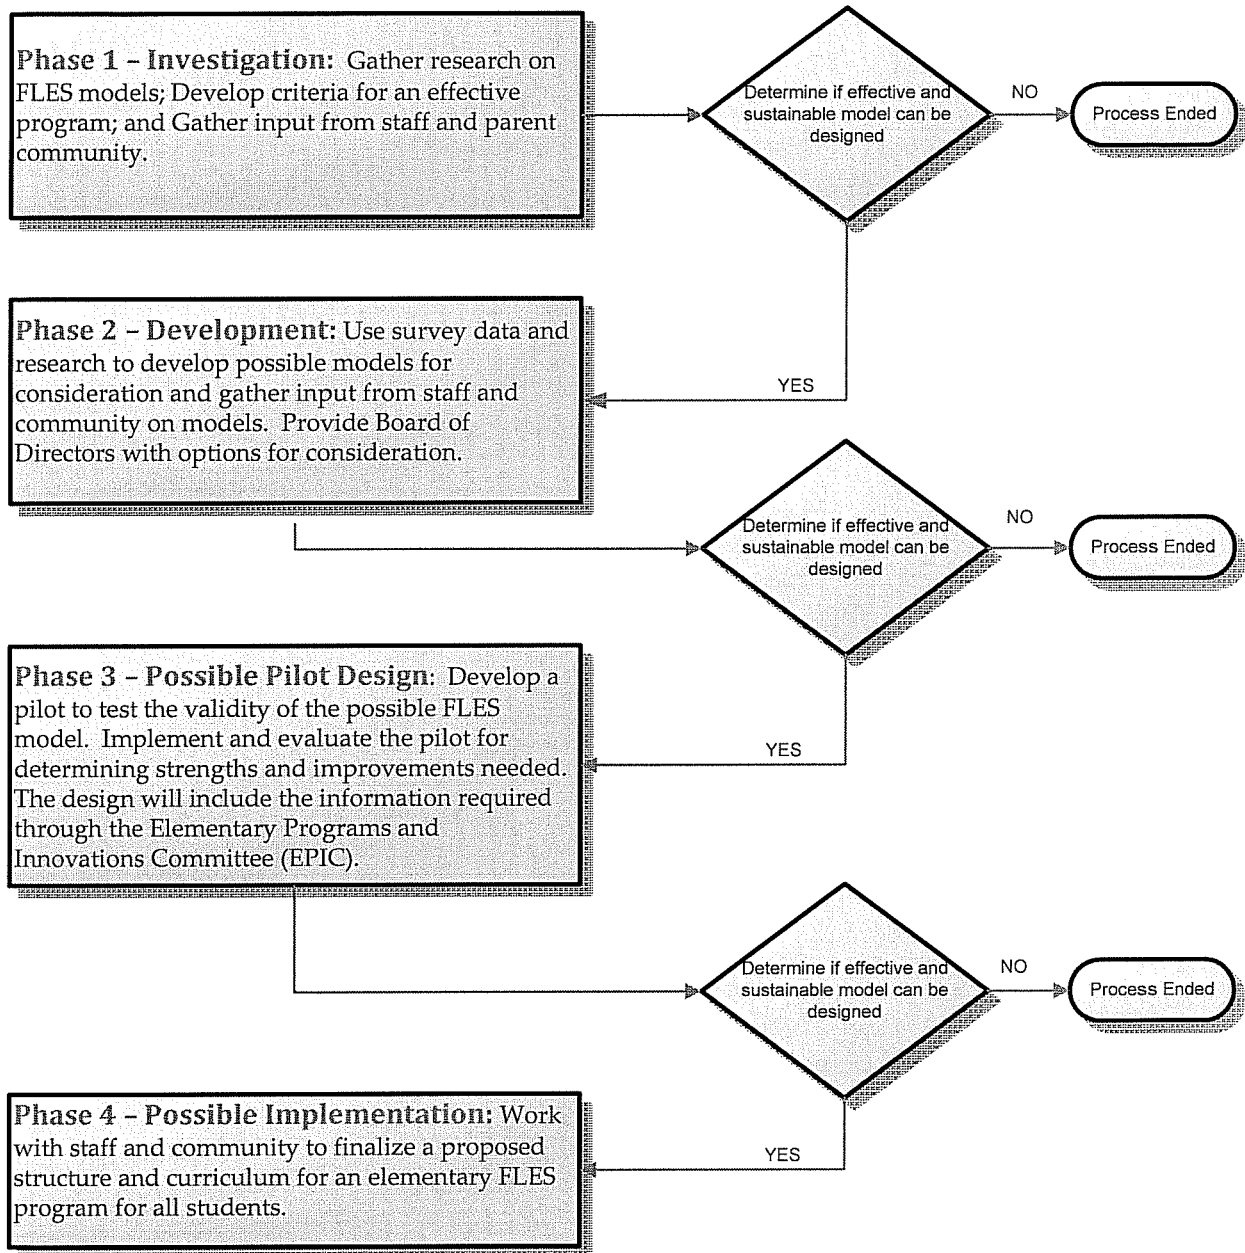 Phase 1 – Investigation: Gather research on
FLES models; Develop criteria for an effective
program; and Gather input from staff and parent
community.
Determine if effective and
sustainable model can be
designed
NO
Process Ended
YES
Phase 2 – Development: Use survey data and
research to develop possible models for
consideration and gather input from staff and
community on models. Provide Board of
Directors with options for consideration.
Determine if effective and
sustainable model can be
designed
NO
Process Ended
YES
Phase 3 – Possible Pilot Design: Develop a
pilot to test the validity of the possible FLES
model. Implement and evaluate the pilot for
determining strengths and improvements needed.
The design will include the information required
through the Elementary Programs and
Innovations Committee (EPIC).
Determine if effective and
sustainable model can be
designed
NO
Process Ended
YES
Phase 4 – Possible Implementation: Work
with staff and community to finalize a proposed
structure and curriculum for an elementary FLES
program for all students.